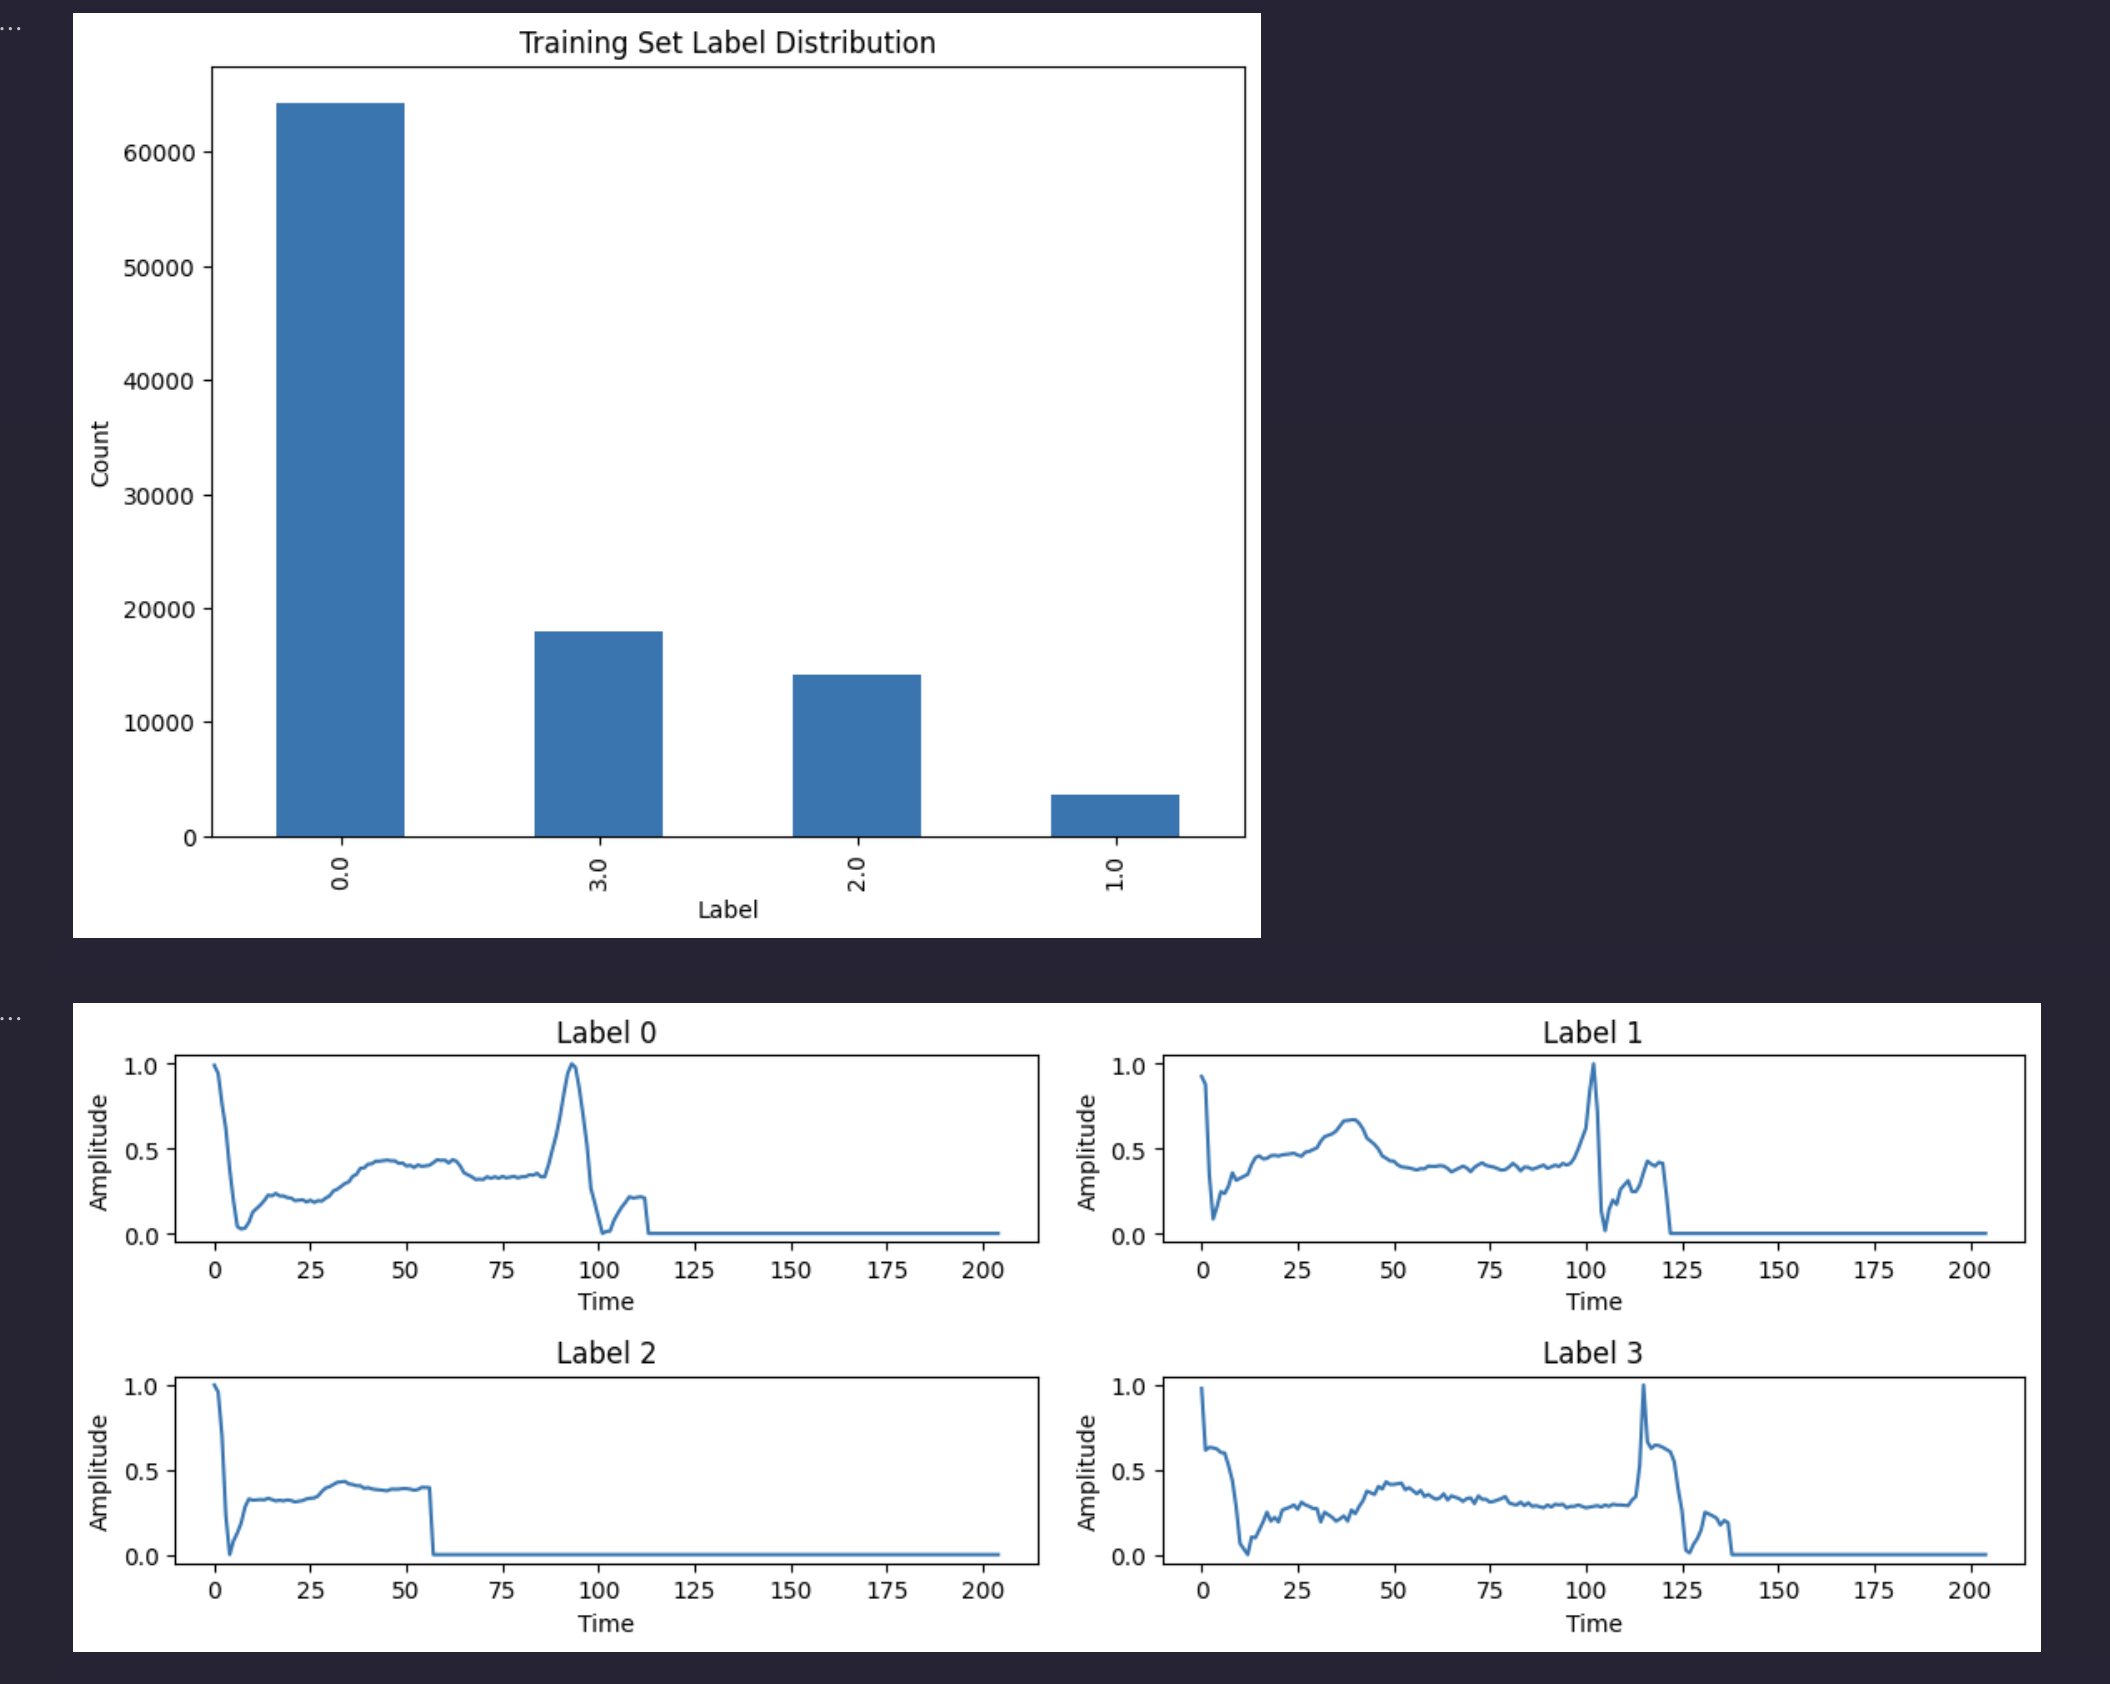 ...
Training Set Label Distribution
Count
60000
50000
40000
30000
20000
10000
0
0.0
3.0
2.0
1.0
Label
...
Label 0
Amplitude
1.0
0.5
0.0
0 25 50 75 100 125 150 175 200
Time
Label 1
Amplitude
1.0
0.5
0.0
0 25 50 75 100 125 150 175 200
Time
Label 2
Amplitude
1.0
0.5
0.0
0 25 50 75 100 125 150 175 200
Time
Label 3
Amplitude
1.0
0.5
0.0
0 25 50 75 100 125 150 175 200
Time